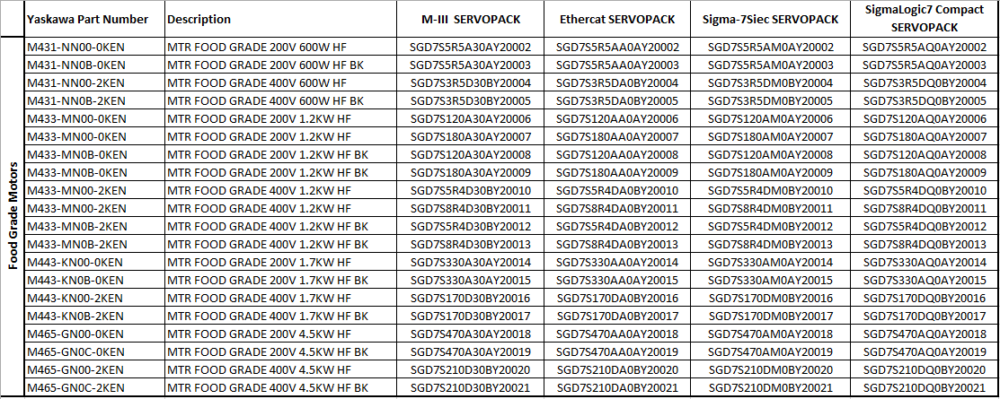 Yaskawa Part Number Description M-III SERVOPACK Ethercat SERVOPACK Sigma-7Siec SERVOPACK SigmaLogic7 Compact SERVOPACK
Food Grade Motors
M431-NN00-0KEN MTR FOOD GRADE 200V 600W HF SGD7S5R5A30AY20002 SGD7S5R5AA0AY20002 SGD7S5R5AM0AY20002 SGD7S5R5AQ0AY20002
M431-NN0B-0KEN MTR FOOD GRADE 200V 600W HF BK SGD7S5R5A30AY20003 SGD7S5R5AA0AY20003 SGD7S5R5AM0AY20003 SGD7S5R5AQ0AY20003
M431-NN00-2KEN MTR FOOD GRADE 400V 600W HF SGD7S3R5D30BY20004 SGD7S3R5DA0BY20004 SGD7S3R5DM0BY20004 SGD7S3R5DQ0BY20004
M431-NN0B-2KEN MTR FOOD GRADE 400V 600W HF BK SGD7S3R5D30BY20005 SGD7S3R5DA0BY20005 SGD7S3R5DM0BY20005 SGD7S3R5DQ0BY20005
M433-MN00-0KEN MTR FOOD GRADE 200V 1.2KW HF SGD7S120A30AY20006 SGD7S120AA0AY20006 SGD7S120AM0AY20006 SGD7S120AQ0AY20006
M433-MN00-0KEN MTR FOOD GRADE 200V 1.2KW HF SGD7S180A30AY20007 SGD7S180AA0AY20007 SGD7S180AM0AY20007 SGD7S180AQ0AY20007
M433-MN0B-0KEN MTR FOOD GRADE 200V 1.2KW HF BK SGD7S120A30AY20008 SGD7S120AA0AY20008 SGD7S120AM0AY20008 SGD7S120AQ0AY20008
M433-MN0B-0KEN MTR FOOD GRADE 200V 1.2KW HF BK SGD7S180A30AY20009 SGD7S180AA0AY20009 SGD7S180AM0AY20009 SGD7S180AQ0AY20009
M433-MN00-2KEN MTR FOOD GRADE 400V 1.2KW HF SGD7S5R4D30BY20010 SGD7S5R4DA0BY20010 SGD7S5R4DM0BY20010 SGD7S5R4DQ0BY20010
M433-MN00-2KEN MTR FOOD GRADE 400V 1.2KW HF SGD7S8R4D30BY20011 SGD7S8R4DA0BY20011 SGD7S8R4DM0BY20011 SGD7S8R4DQ0BY20011
M433-MN0B-2KEN MTR FOOD GRADE 400V 1.2KW HF BK SGD7S5R4D30BY20012 SGD7S5R4DA0BY20012 SGD7S5R4DM0BY20012 SGD7S5R4DQ0BY20012
M433-MN0B-2KEN MTR FOOD GRADE 400V 1.2KW HF BK SGD7S8R4D30BY20013 SGD7S8R4DA0BY20013 SGD7S8R4DM0BY20013 SGD7S8R4DQ0BY20013
M443-KN00-0KEN MTR FOOD GRADE 200V 1.7KW HF SGD7S330A30AY20014 SGD7S330AA0AY20014 SGD7S330AM0AY20014 SGD7S330AQ0AY20014
M443-KN0B-0KEN MTR FOOD GRADE 200V 1.7KW HF BK SGD7S330A30AY20015 SGD7S330AA0AY20015 SGD7S330AM0AY20015 SGD7S330AQ0AY20015
M443-KN00-2KEN MTR FOOD GRADE 400V 1.7KW HF SGD7S170D30BY20016 SGD7S170DA0BY20016 SGD7S170DM0BY20016 SGD7S170DQ0BY20016
M443-KN0B-2KEN MTR FOOD GRADE 400V 1.7KW HF BK SGD7S170D30BY20017 SGD7S170DA0BY20017 SGD7S170DM0BY20017 SGD7S170DQ0BY20017
M465-GN00-0KEN MTR FOOD GRADE 200V 4.5KW HF SGD7S470A30AY20018 SGD7S470AA0AY20018 SGD7S470AM0AY20018 SGD7S470AQ0AY20018
M465-GN0C-0KEN MTR FOOD GRADE 200V 4.5KW HF BK SGD7S470A30AY20019 SGD7S470AA0AY20019 SGD7S470AM0AY20019 SGD7S470AQ0AY20019
M465-GN00-2KEN MTR FOOD GRADE 400V 4.5KW HF SGD7S210D30BY20020 SGD7S210DA0BY20020 SGD7S210DM0BY20020 SGD7S210DQ0BY20020
M465-GN0C-2KEN MTR FOOD GRADE 400V 4.5KW HF BK SGD7S210D30BY20021 SGD7S210DA0BY20021 SGD7S210DM0BY20021 SGD7S210DQ0BY20021